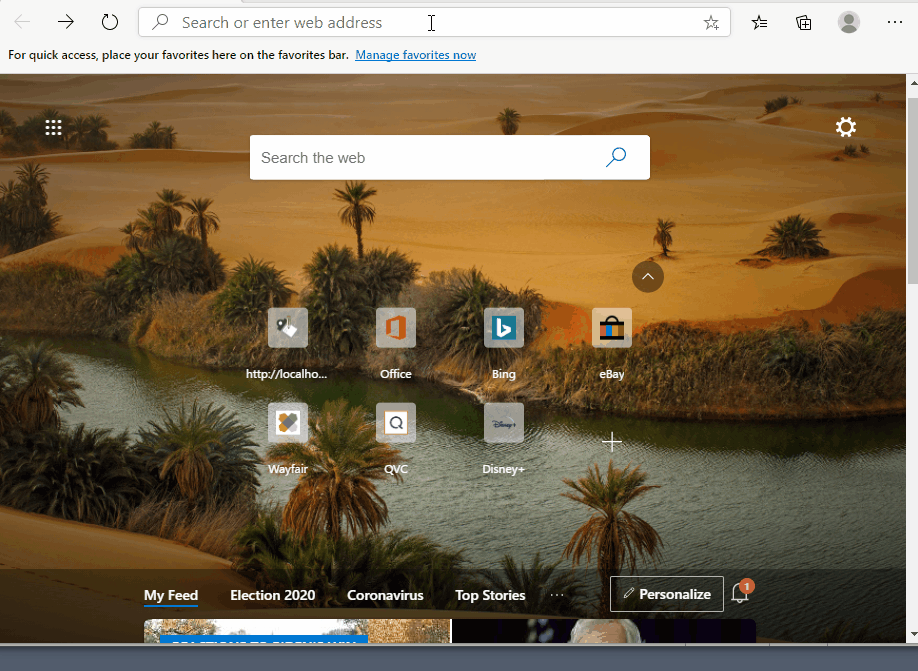 Search or enter web address
For quick access, place your favorites here on the favorites bar. Manage favorites now
Search the web
http://localho... Office Bing eBay
Wayfair QVC Disney+
My Feed Election 2020 Coronavirus Top Stories ... Personalize 1